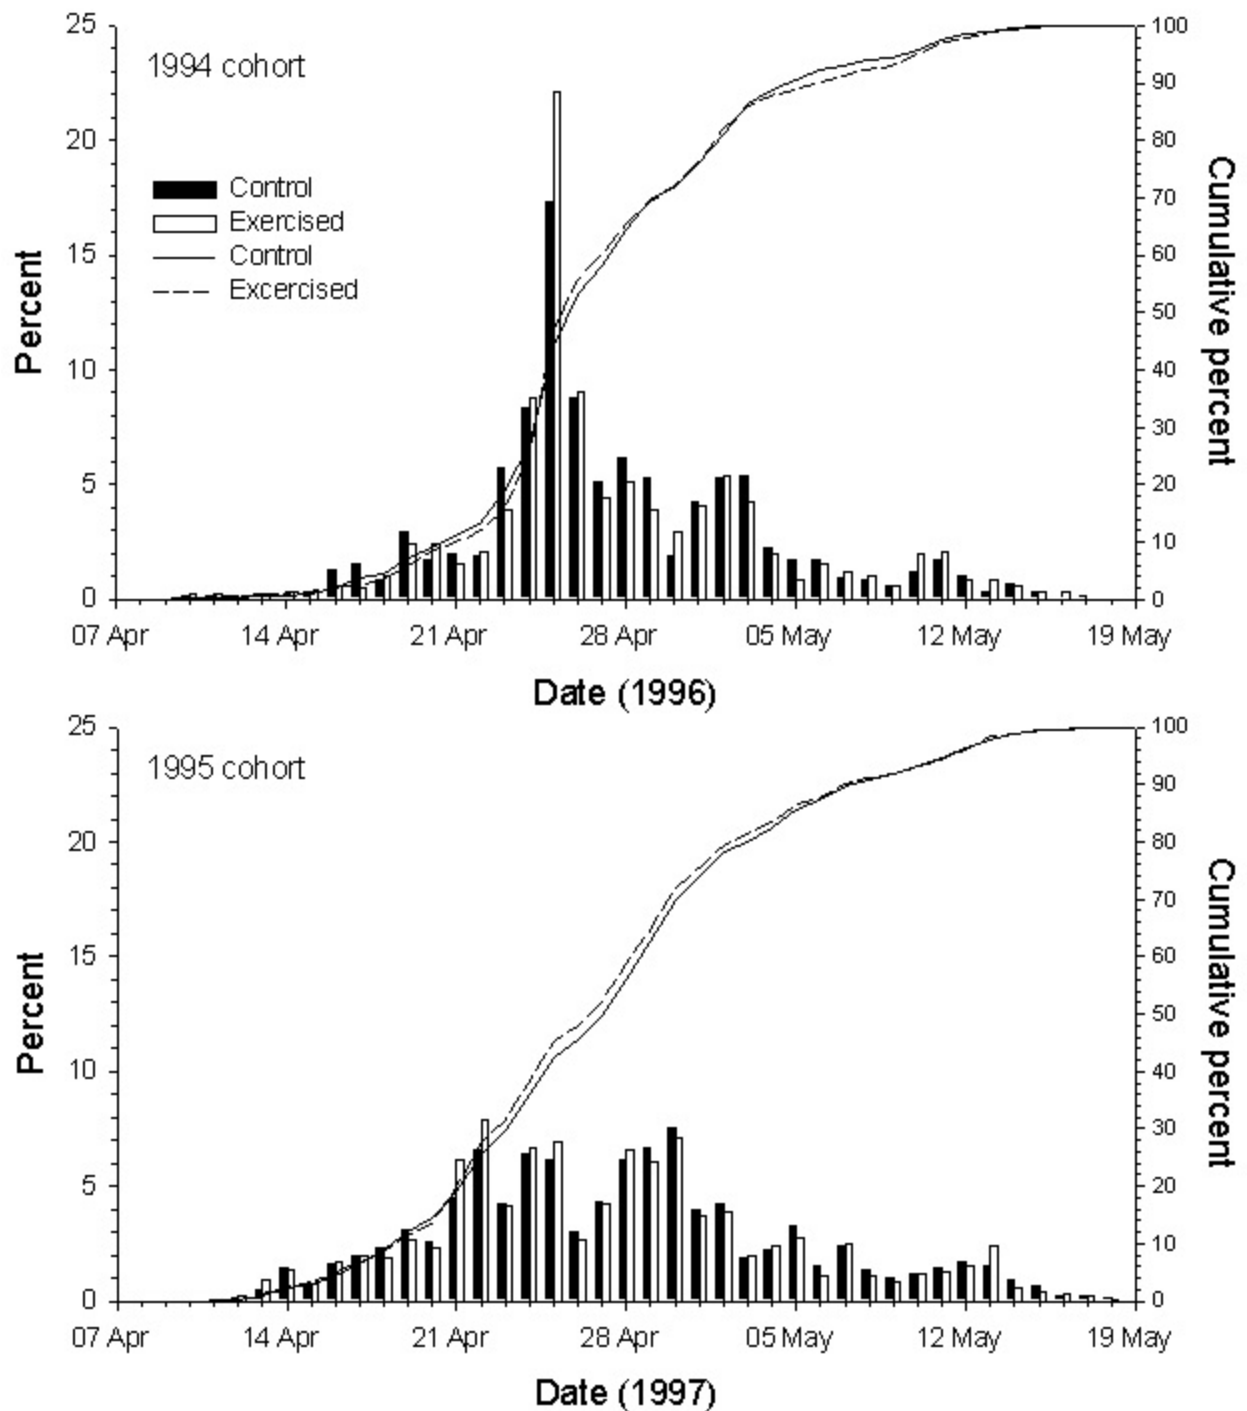 1994 cohort
Control
Exercised
Control
Excercised
Percent
25
20
15
10
5
0
Cumulative percent
100
90
80
70
60
50
40
30
20
10
0
07 Apr 14 Apr 21 Apr 28 Apr 05 May 12 May 19 May
Date (1996)
1995 cohort
Percent
25
20
15
10
5
0
Cumulative percent
100
90
80
70
60
50
40
30
20
10
0
07 Apr 14 Apr 21 Apr 28 Apr 05 May 12 May 19 May
Date (1997)